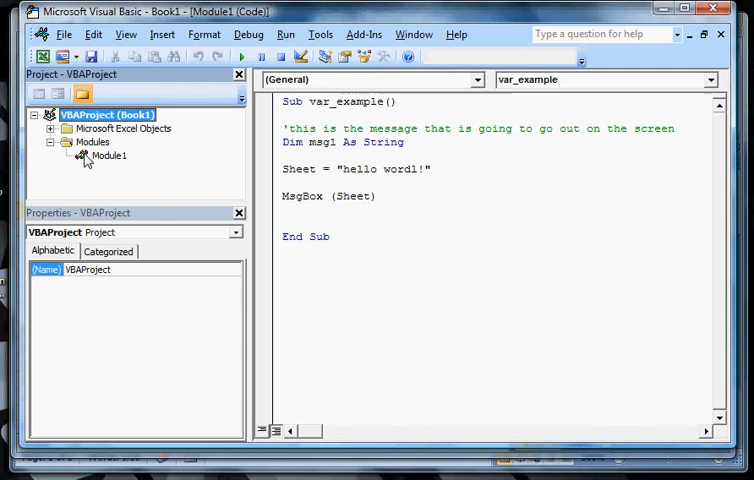 Microsoft Visual Basic - Book1 - [Module1 (Code)]
File Edit View Insert Format Debug Run Tools Add-Ins Window Help Type a question for help
Project - VBAProject
(General) var_example
VBAProject (Book1)
Microsoft Excel Objects
Modules
Module1
Sub var_example()
'this is the message that is going to go out on the screen
Dim msg1 As String
Sheet = "hello wordl!"
MsgBox (Sheet)
End Sub
Properties - VBAProject
VBAProject Project
Alphabetic Categorized
(Name) VBAProject